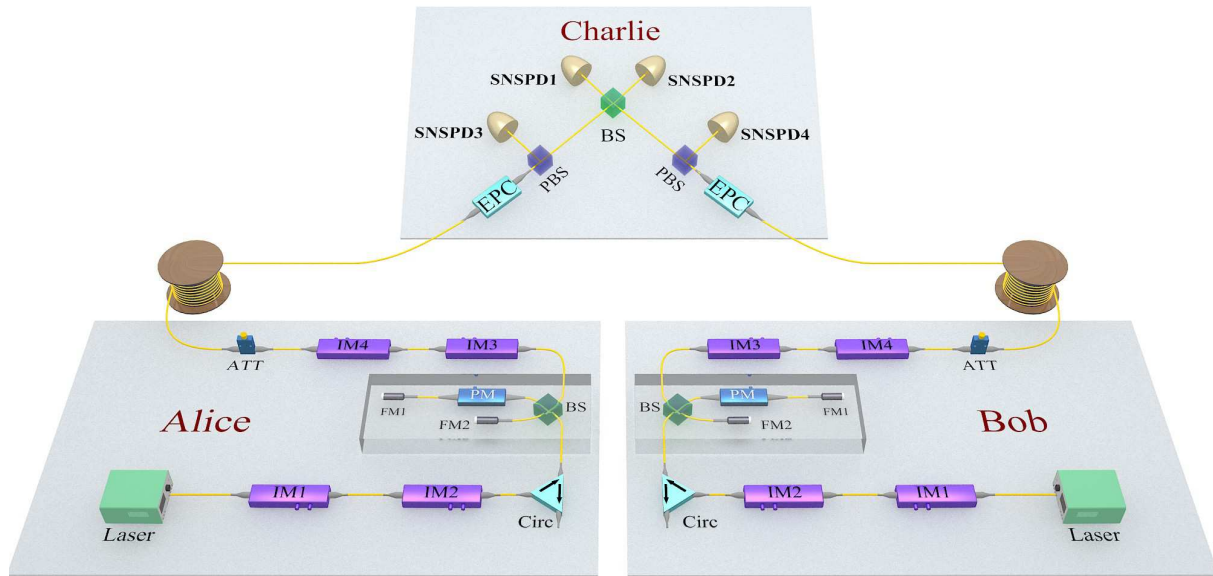 Charlie
SNSPD1
SNSPD2
BS
SNSPD3
SNSPD4
PBS
PBS
EPC
EPC
ATT
IM4
IM3
IM3
IM4
ATT
FM1
PM
FM2
BS
BS
PM
FM1
FM2
Alice
Bob
Laser
IM1
IM2
Circ
Circ
IM2
IM1
Laser